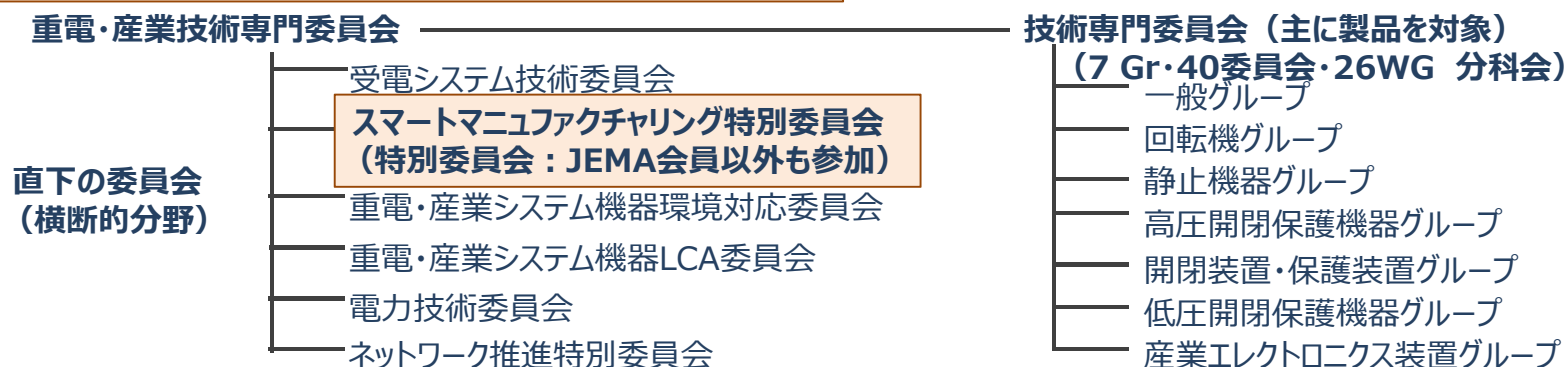 重電・産業技術専門委員会
受電システム技術委員会
スマートマニュファクチャリング特別委員会
（特別委員会：JEMA会員以外も参加）
直下の委員会
（横断的分野）
重電・産業システム機器環境対応委員会
重電・産業システム機器LCA委員会
電力技術委員会
ネットワーク推進特別委員会
技術専門委員会（主に製品を対象）
（7 Gr・40委員会・26WG 分科会）
一般グループ
回転機グループ
静止機器グループ
高圧開閉保護機器グループ
開閉装置・保護装置グループ
低圧開閉保護機器グループ
産業エレクトロニクス装置グループ